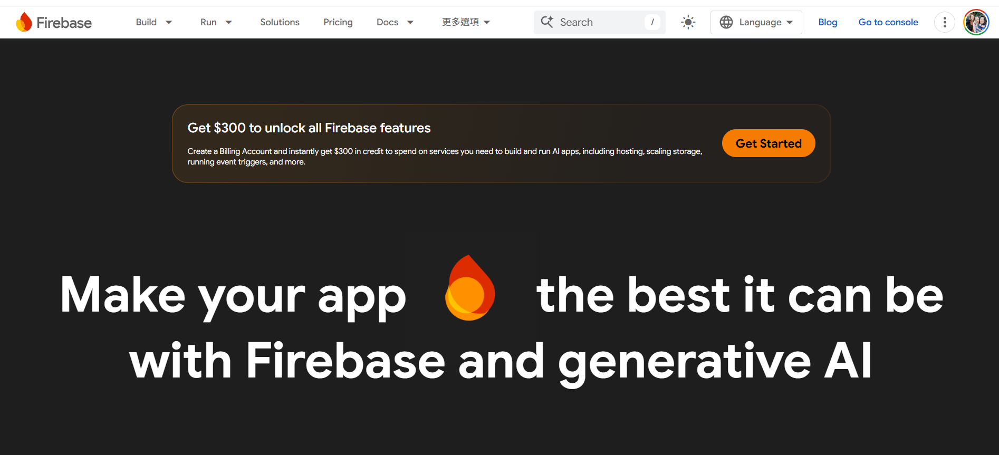 Firebase
Build
Run
Solutions
Pricing
Docs
更多選項
Search
/
Language
Blog
Go to console
Get $300 to unlock all Firebase features
Create a Billing Account and instantly get $300 in credit to spend on services you need to build and run AI apps, including hosting, scaling storage,
running event triggers, and more.
Get Started
Make your app the best it can be
with Firebase and generative AI